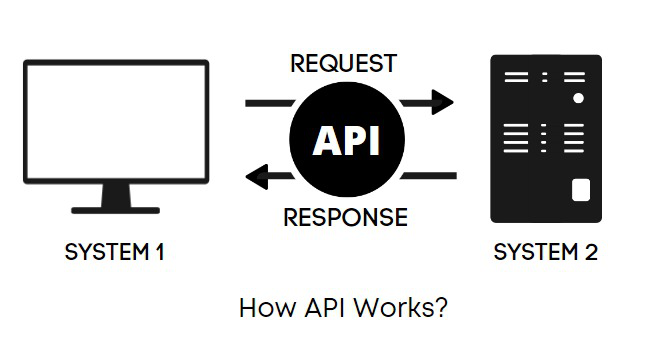 REQUEST
API
RESPONSE
SYSTEM 1
SYSTEM 2
How API Works?